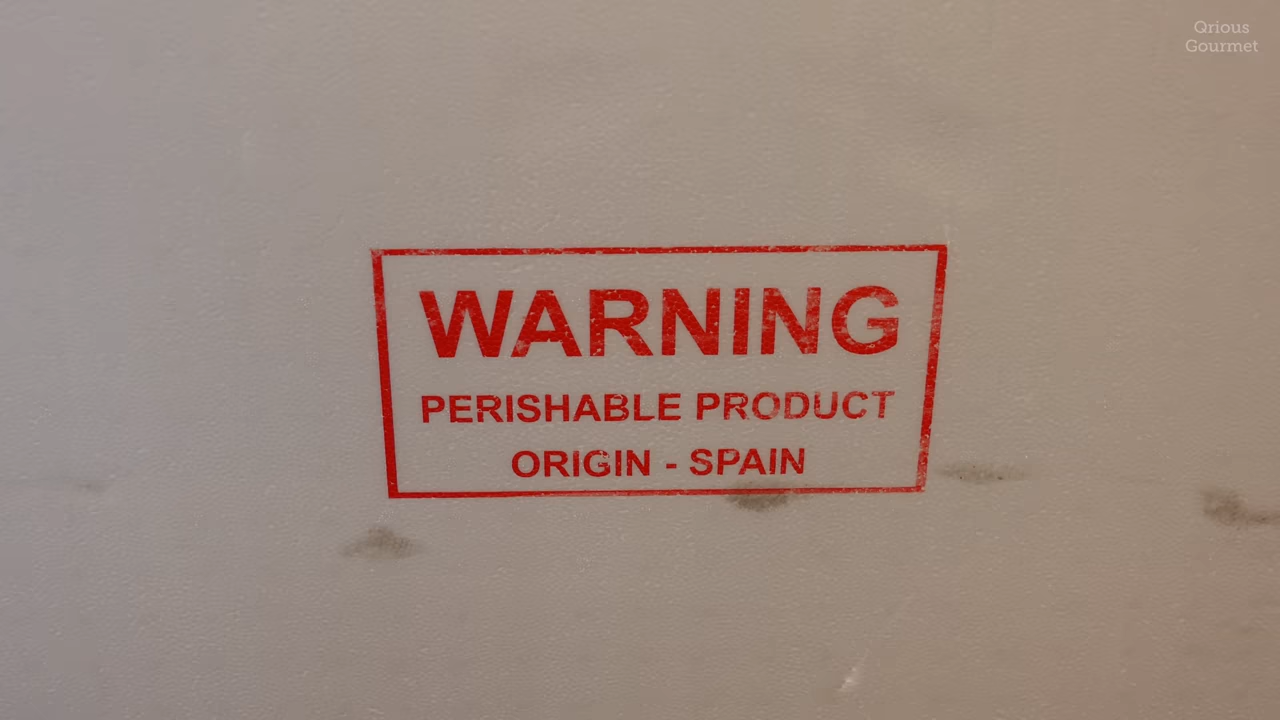 Qrious
Gourmet
WARNING
PERISHABLE PRODUCT
ORIGIN - SPAIN